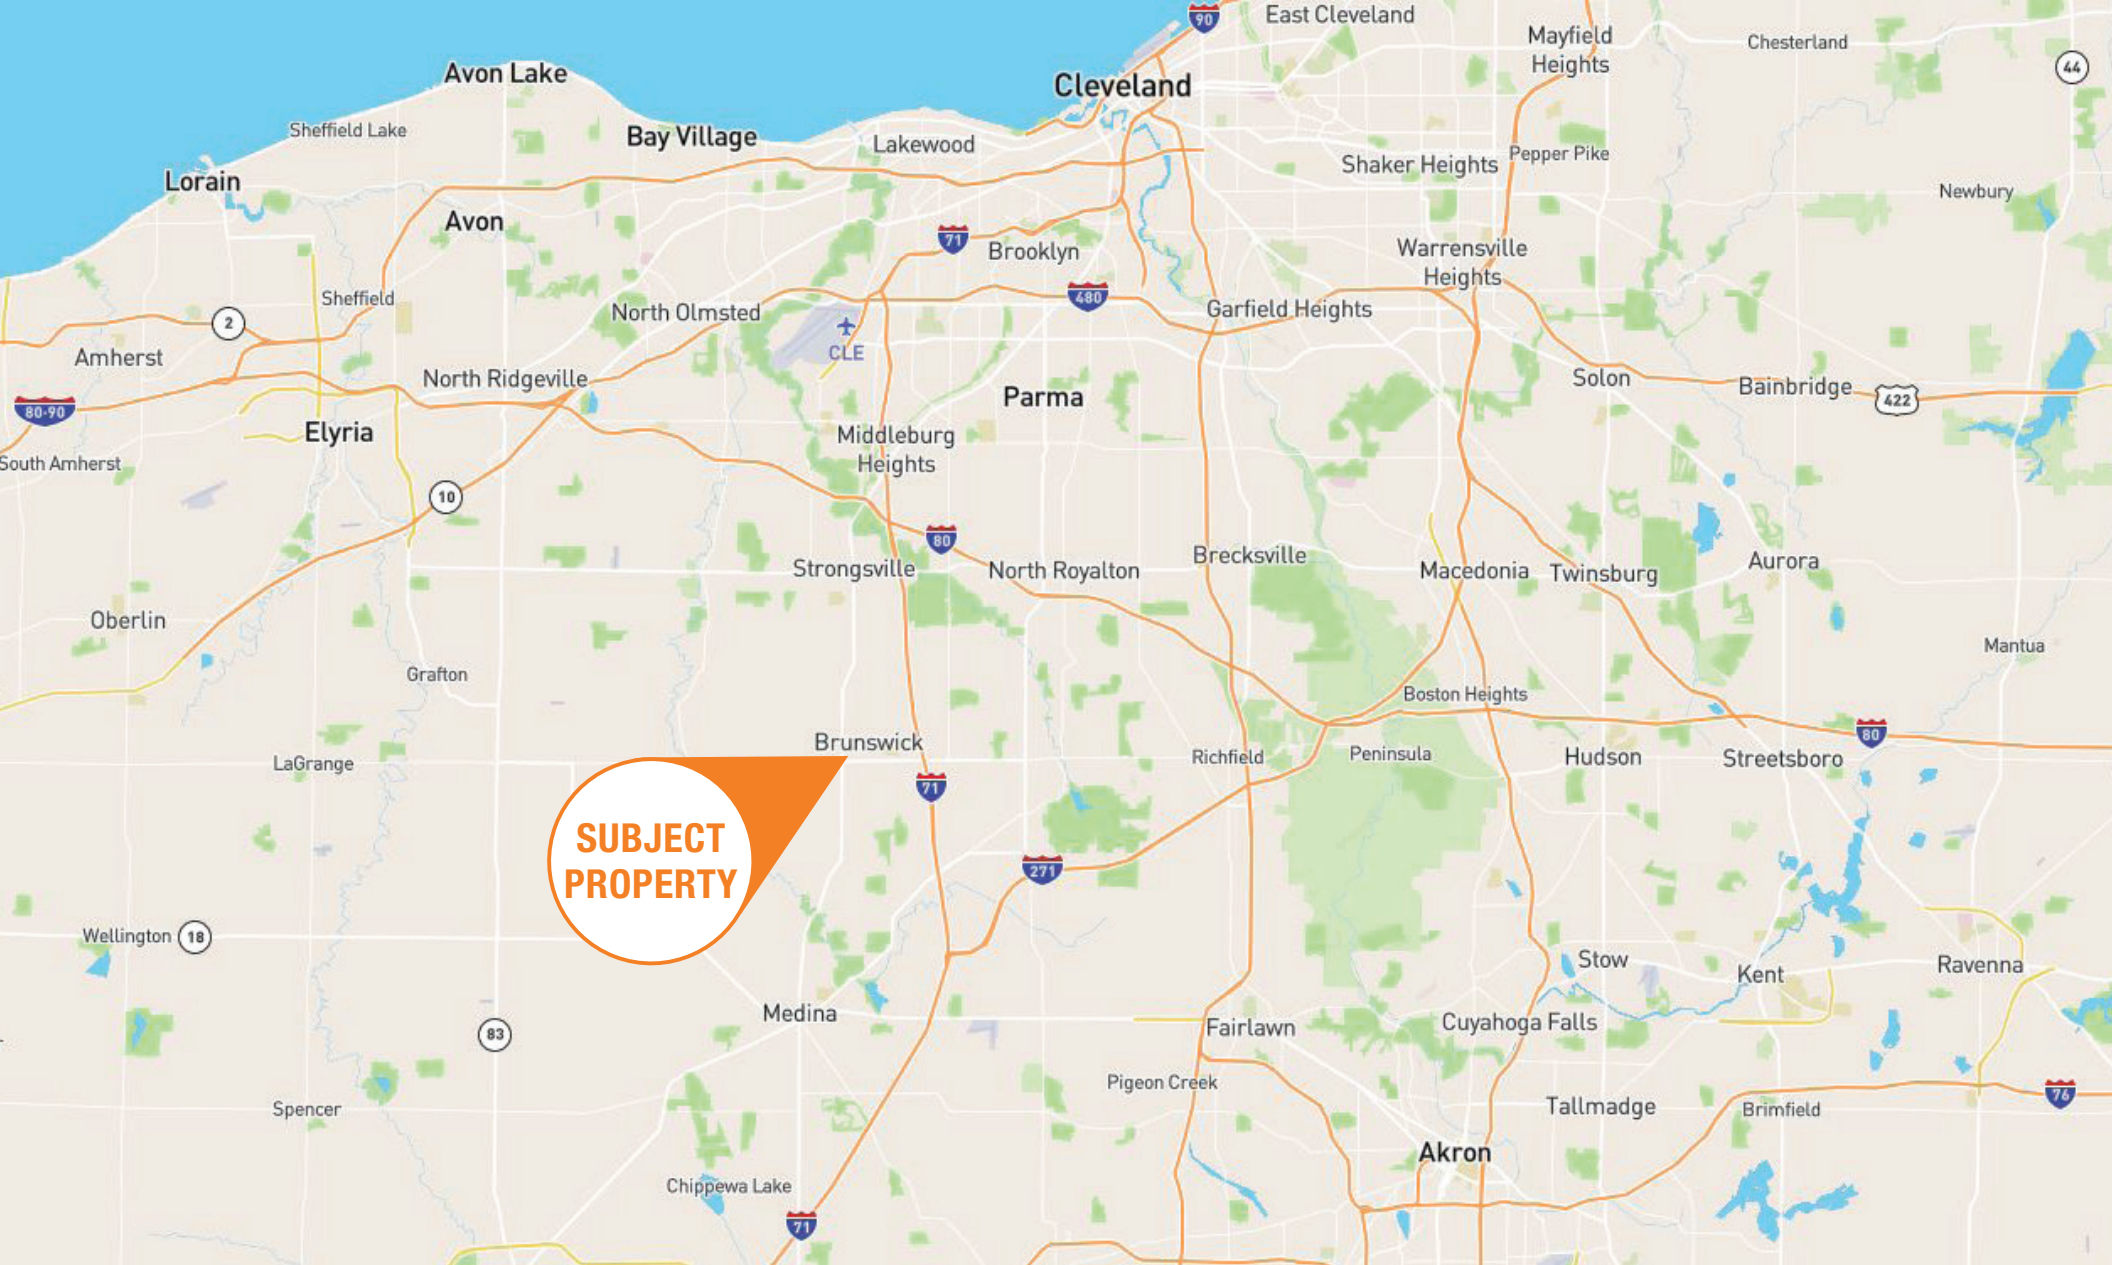 90
East Cleveland
Mayfield
Heights
Chesterland
44
Avon Lake
Cleveland
Sheffield Lake
Bay Village
Lakewood
Shaker Heights
Pepper Pike
Lorain
Newbury
Avon
71
Brooklyn
Warrensville
Heights
Sheffield
480
North Olmsted
Garfield Heights
2
CLE
Amherst
North Ridgeville
Solon
Bainbridge
422
80-90
Parma
Elyria
Middleburg
Heights
South Amherst
10
80
Strongsville
North Royalton
Brecksville
Macedonia
Twinsburg
Aurora
Oberlin
Mantua
Grafton
Boston Heights
80
Brunswick
LaGrange
Richfield
Peninsula
Hudson
Streetsboro
71
SUBJECT
PROPERTY
271
Wellington
18
Stow
Kent
Ravenna
Medina
83
Fairlawn
Cuyahoga Falls
Pigeon Creek
76
Spencer
Tallmadge
Brimfield
Akron
Chippewa Lake
71